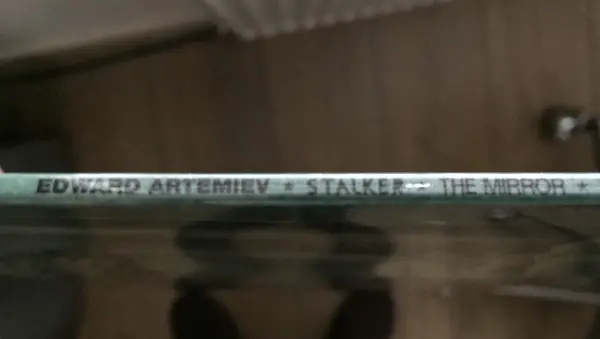 EDWARD ARTEMIEV ★ STALKER – THE MIRROR ★